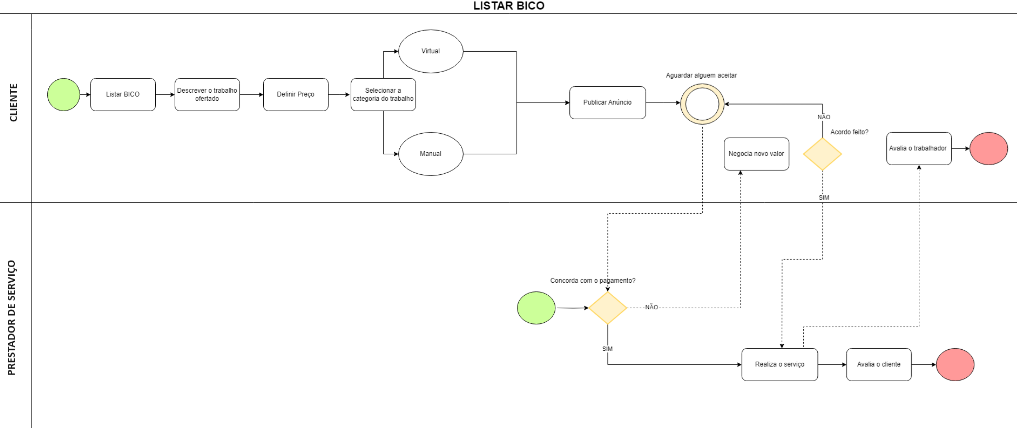 LISTAR BICO
CLIENTE
Listar BICO
Descrever o trabalho
ofertado
Definir Preço
Selecionar a
categoria do trabalho
Virtual
Manual
Publicar Anúncio
Aguardar alguem aceitar
Negocia novo valor
NÃO
Acordo feito?
SIM
Avalia o trabalhador
PRESTADOR DE SERVIÇO
Concorda com o pagamento?
NÃO
SIM
Realiza o serviço
Avalia o cliente